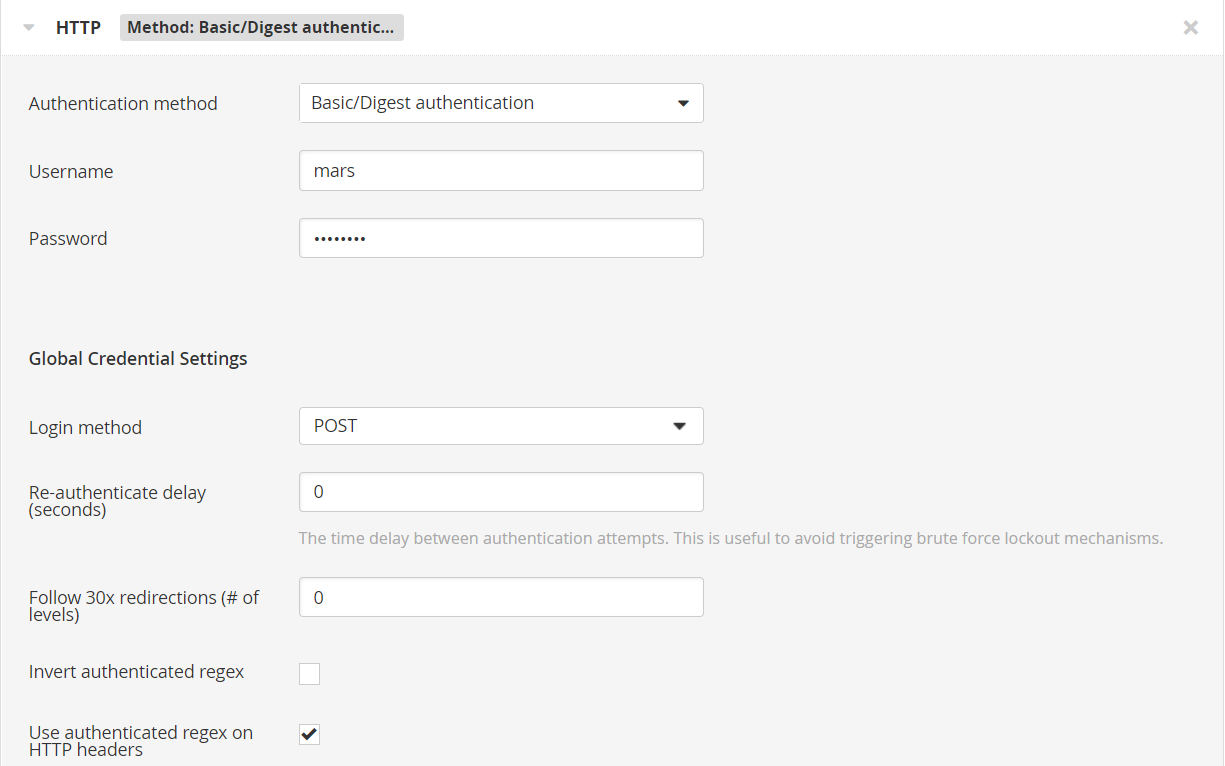 HTTP Method: Basic/Digest authentic...
Authentication method Basic/Digest authentication
Username mars
Password ••••••••
Global Credential Settings
Login method POST
Re-authenticate delay
(seconds) 0
The time delay between authentication attempts. This is useful to avoid triggering brute force lockout mechanisms.
Follow 30x redirections (# of
levels) 0
Invert authenticated regex
Use authenticated regex on
HTTP headers